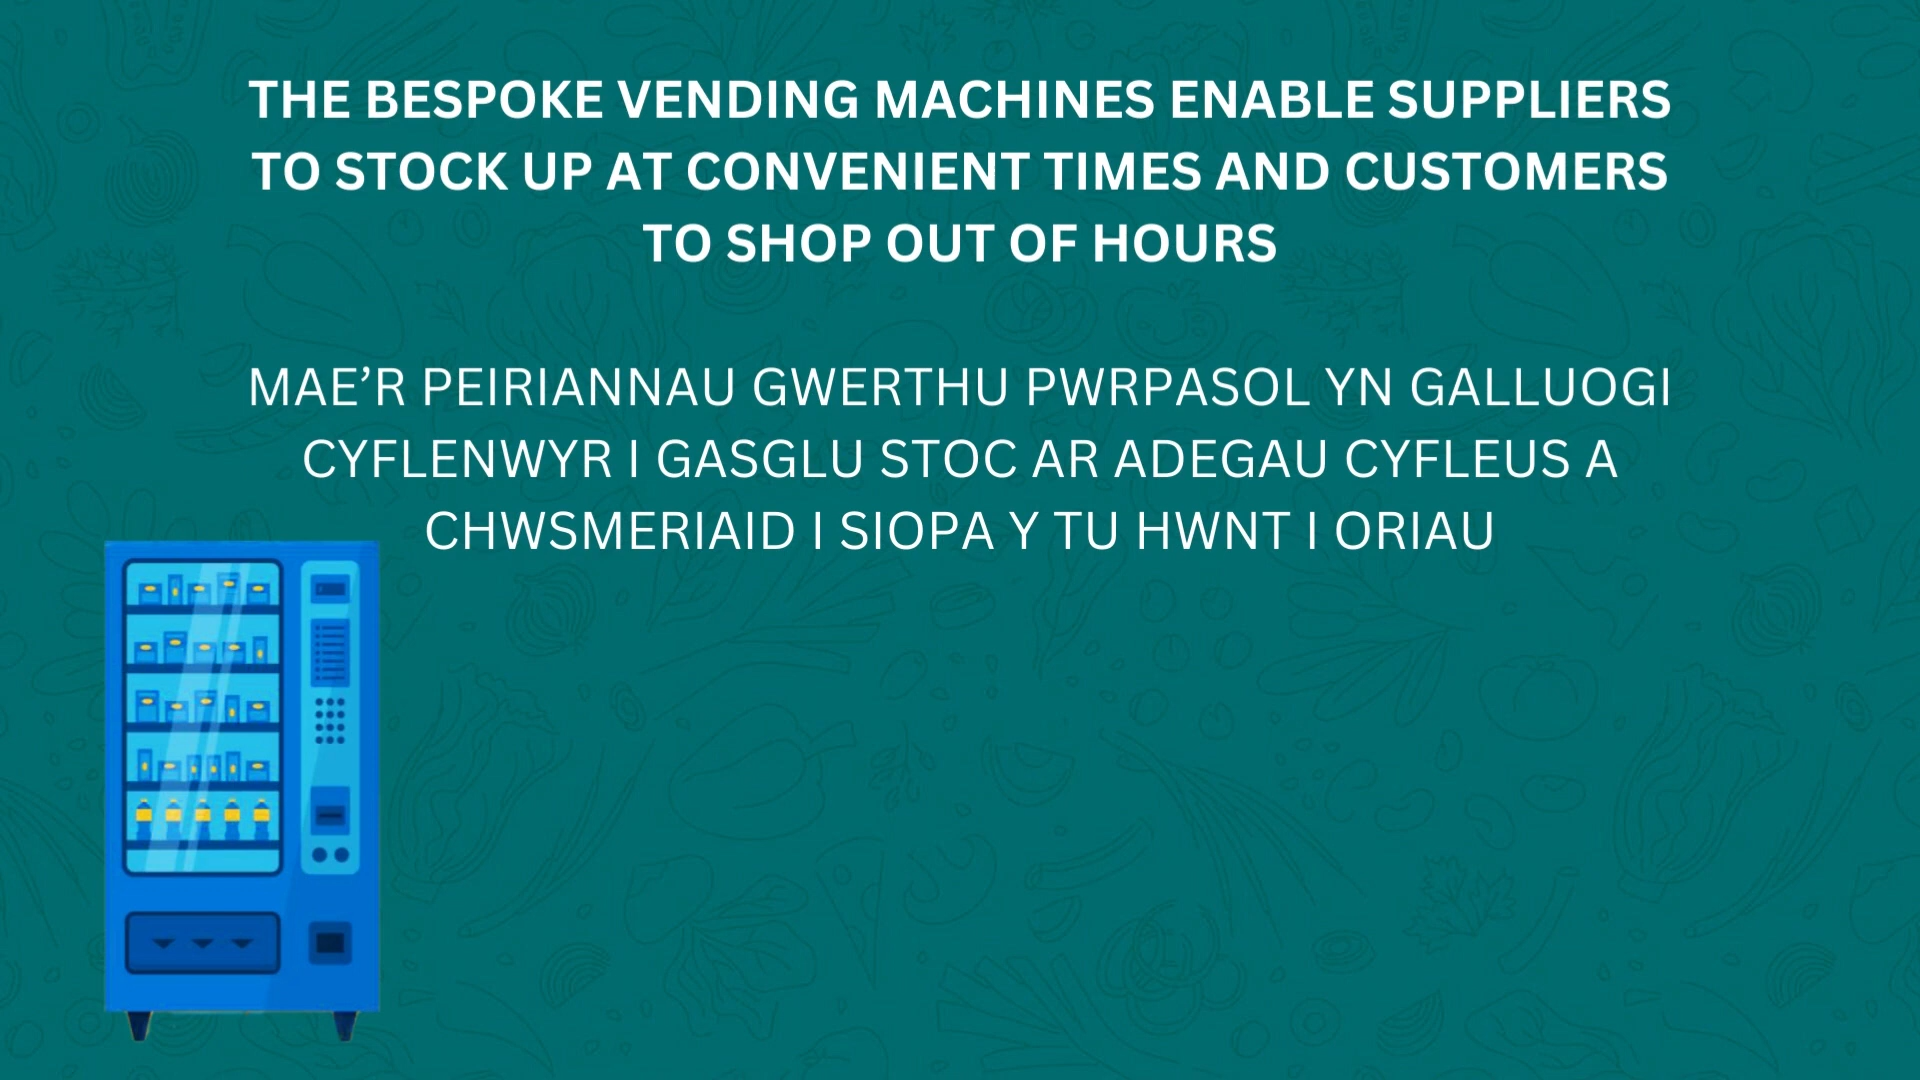 THE BESPOKE VENDING MACHINES ENABLE SUPPLIERS
TO STOCK UP AT CONVENIENT TIMES AND CUSTOMERS
TO SHOP OUT OF HOURS
MAE’R PEIRIANNAU GWERTHU PWRPASOL YN GALLUOGI
CYFLENWYR I GASGLU STOC AR ADEGAU CYFLEUS A
CHWSMERIAID I SIOPA Y TU HWNT I ORIAU